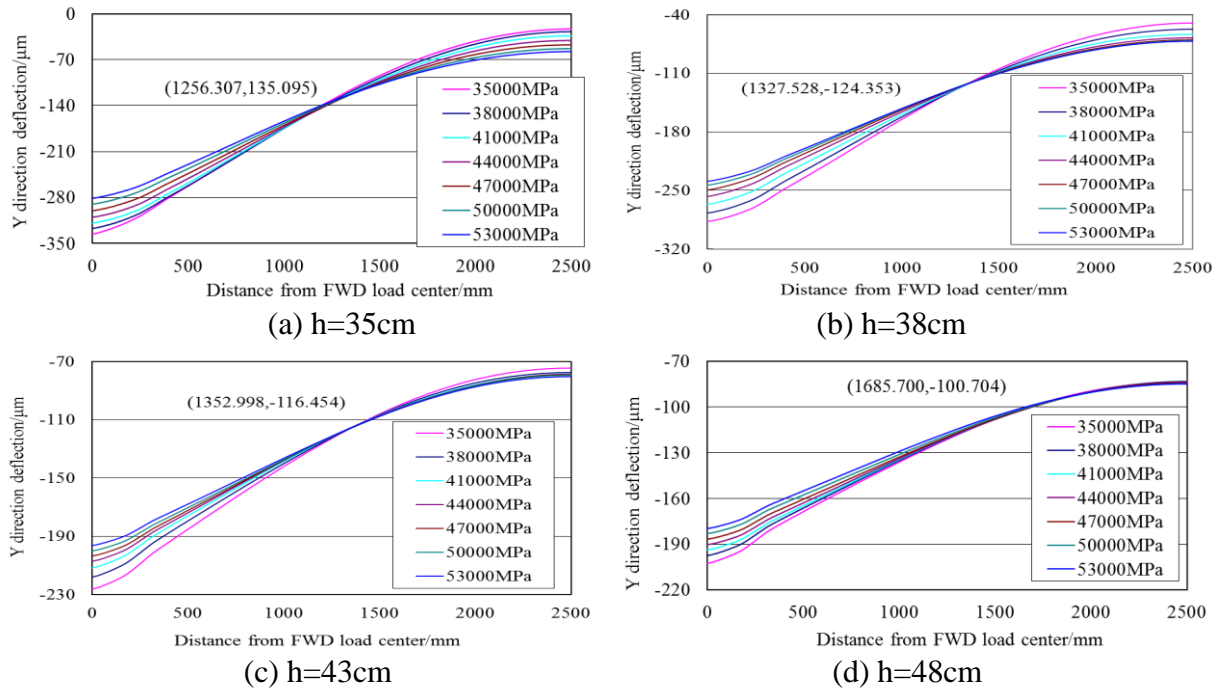 0
-70
-140
-210
-280
-350
Y direction deflection/μm
(1256.307,135.095)
35000MPa
38000MPa
41000MPa
44000MPa
47000MPa
50000MPa
53000MPa
0 500 1000 1500 2000 2500
Distance from FWD load center/mm
(a) h=35cm
-40
-110
-180
-250
-320
Y direction deflection/μm
(1327.528,-124.353)
35000MPa
38000MPa
41000MPa
44000MPa
47000MPa
50000MPa
53000MPa
0 500 1000 1500 2000 2500
Distance from FWD load center/mm
(b) h=38cm
-70
-110
-150
-190
-230
Y direction deflection/μm
(1352.998,-116.454)
35000MPa
38000MPa
41000MPa
44000MPa
47000MPa
50000MPa
53000MPa
0 500 1000 1500 2000 2500
Distance from FWD load center/mm
(c) h=43cm
-70
-100
-130
-160
-190
-220
Y direction deflection/μm
(1685.700,-100.704)
35000MPa
38000MPa
41000MPa
44000MPa
47000MPa
50000MPa
53000MPa
0 500 1000 1500 2000 2500
Distance from FWD load center/mm
(d) h=48cm